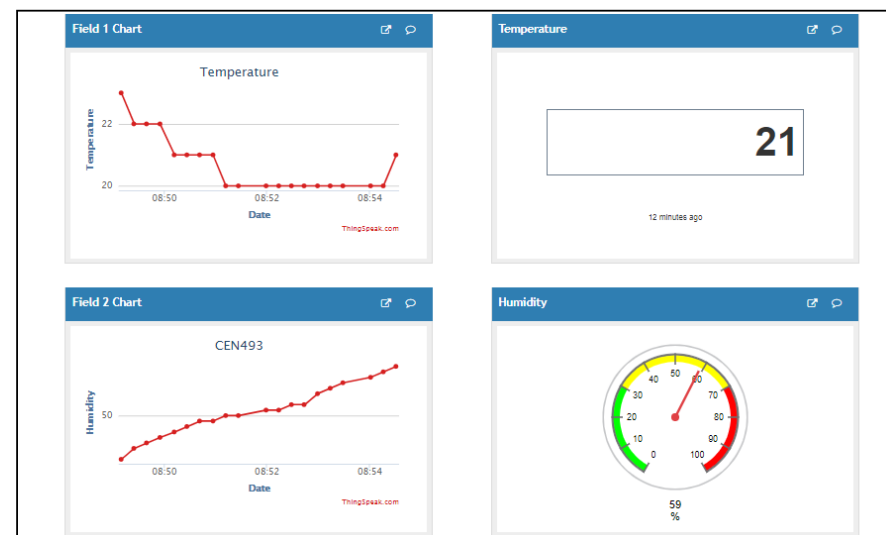 Field 1 Chart
Temperature
22
20
Temperature
08:50
08:52
08:54
Date
ThingSpeak.com
Temperature
21
12 minutes ago
Field 2 Chart
CEN493
50
Humidity
08:50
08:52
08:54
Date
ThingSpeak.com
Humidity
0
10
20
30
40
50
60
70
80
90
100
59
%